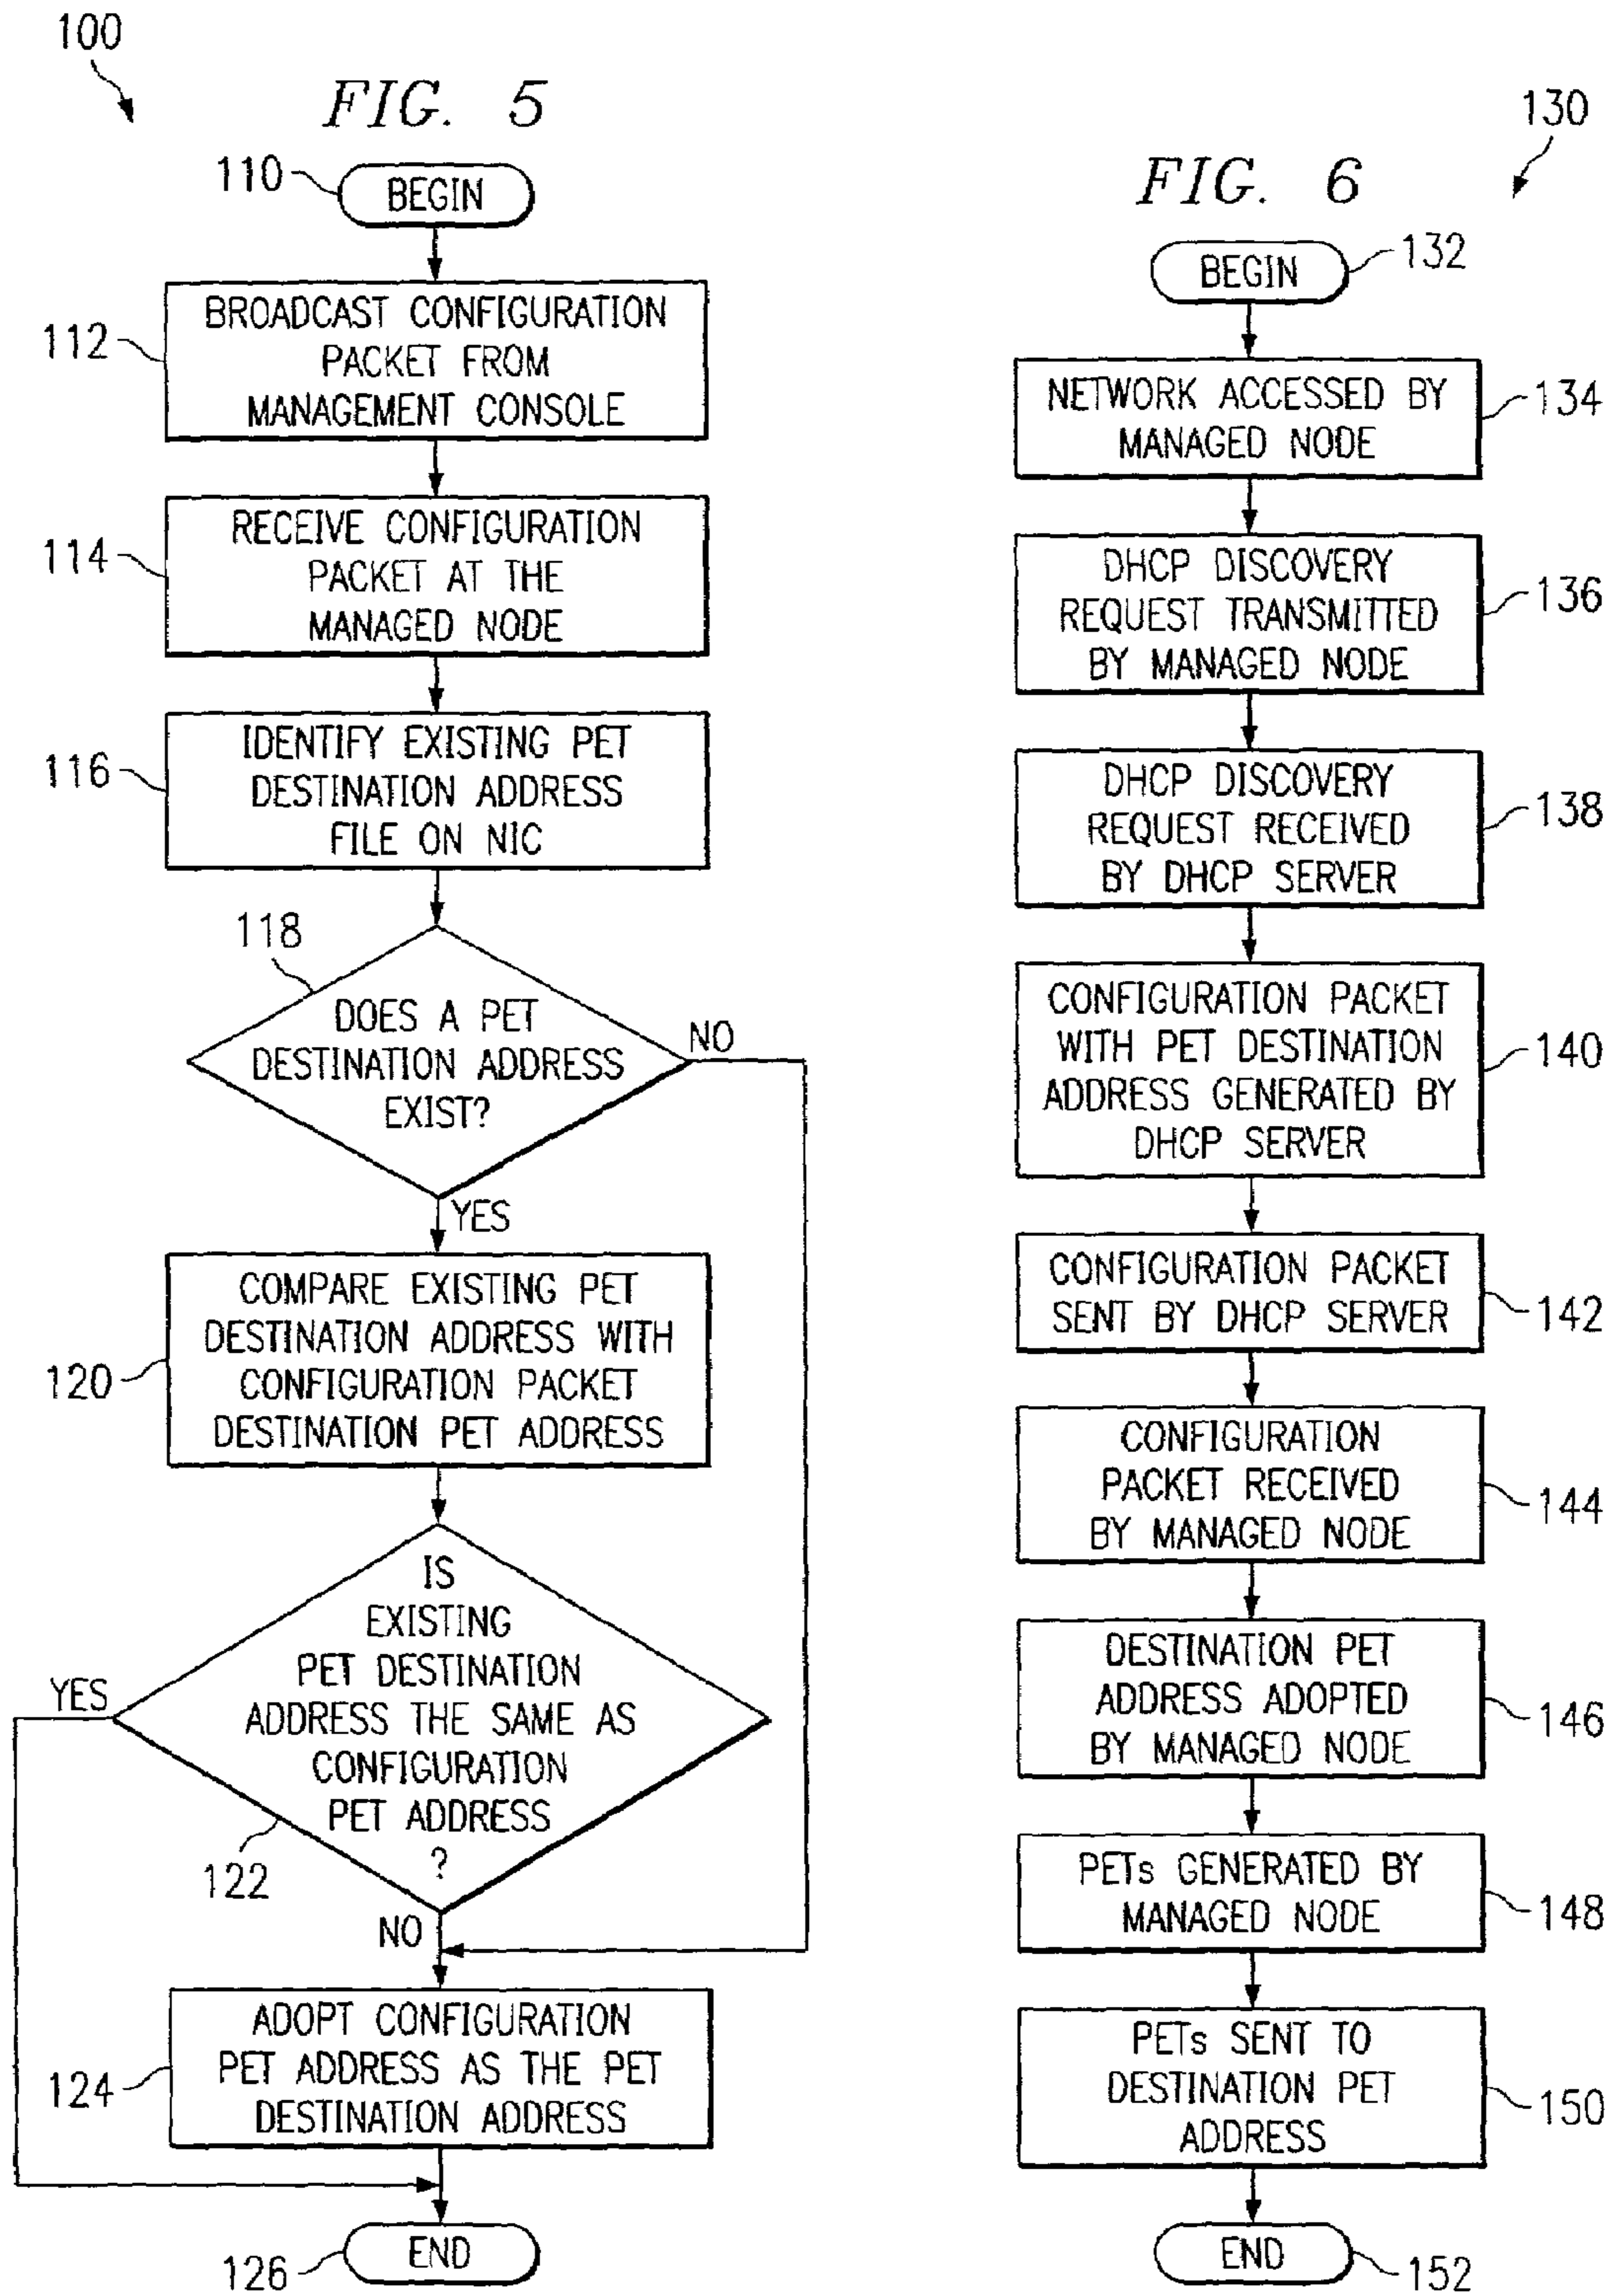 100
FIG. 5
110
BEGIN
112
BROADCAST CONFIGURATION
PACKET FROM
MANAGEMENT CONSOLE
114
RECEIVE CONFIGURATION
PACKET AT THE
MANAGED NODE
116
IDENTIFY EXISTING PET
DESTINATION ADDRESS
FILE ON NIC
118
DOES A PET
DESTINATION ADDRESS
EXIST?
NO
YES
120
COMPARE EXISTING PET
DESTINATION ADDRESS WITH
CONFIGURATION PACKET
DESTINATION PET ADDRESS
IS
EXISTING
PET DESTINATION
ADDRESS THE SAME AS
CONFIGURATION
PET ADDRESS
?
YES
122
NO
124
ADOPT CONFIGURATION
PET ADDRESS AS THE PET
DESTINATION ADDRESS
126
END
130
FIG. 6
BEGIN
132
NETWORK ACCESSED BY
MANAGED NODE
134
DHCP DISCOVERY
REQUEST TRANSMITTED
BY MANAGED NODE
136
DHCP DISCOVERY
REQUEST RECEIVED
BY DHCP SERVER
138
CONFIGURATION PACKET
WITH PET DESTINATION
ADDRESS GENERATED BY
DHCP SERVER
140
CONFIGURATION PACKET
SENT BY DHCP SERVER
142
CONFIGURATION
PACKET RECEIVED
BY MANAGED NODE
144
DESTINATION PET
ADDRESS ADOPTED
BY MANAGED NODE
146
PETs GENERATED BY
MANAGED NODE
148
PETs SENT TO
DESTINATION PET
ADDRESS
150
END
152